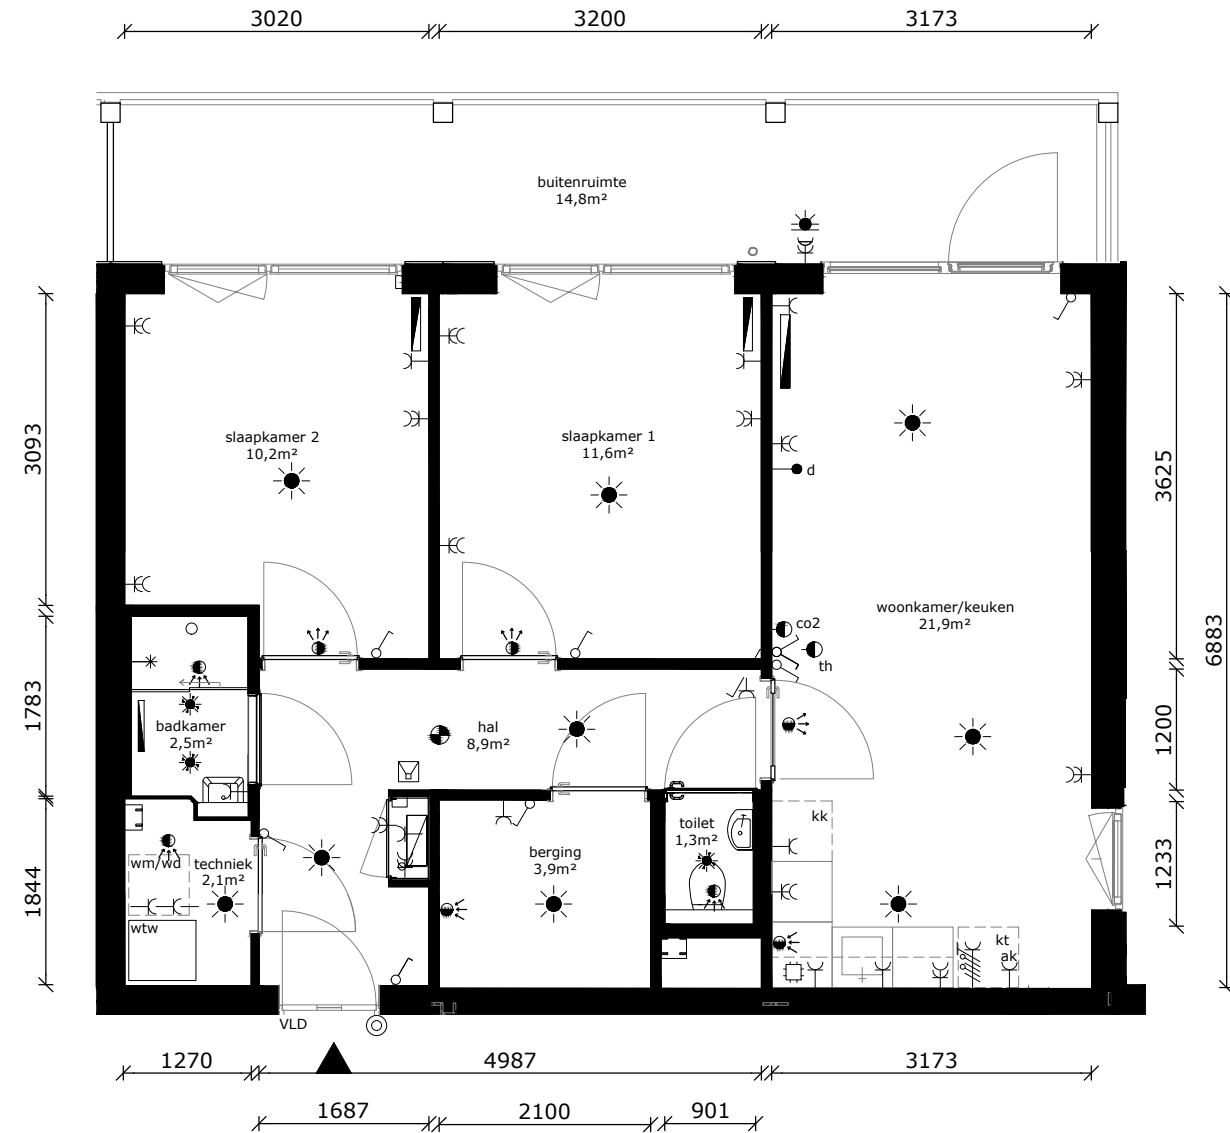 3020
3200
3173
buitenruimte
14,8m²
3093
1783
1844
slaapkamer 2
10,2m²
slaapkamer 1
11,6m²
d
woonkamer/keuken
21,9m²
co2
th
3625
1200
1233
6883
badkamer
2,5m²
hal
8,9m²
kk
toilet
1,3m²
berging
3,9m²
wm/wd
techniek
2,1m²
wtw
kt
ak
VLD
1270
4987
3173
1687
2100
901